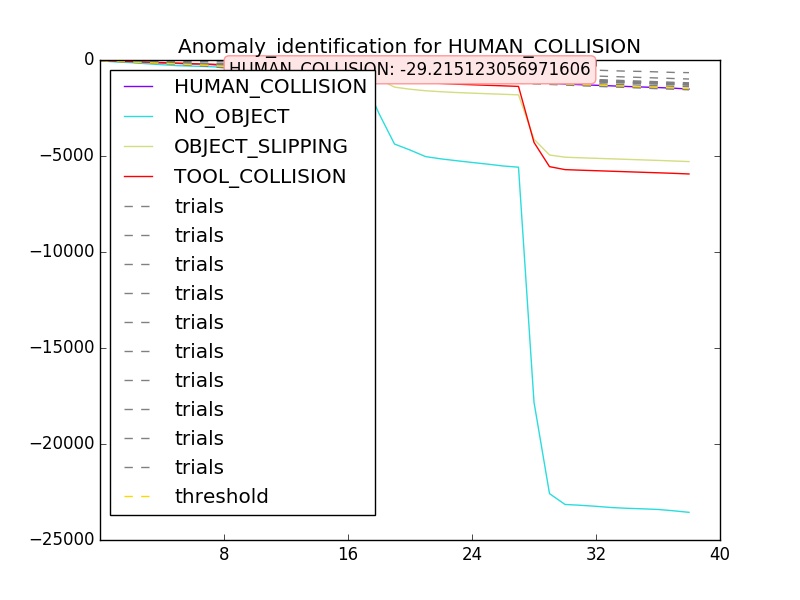 Anomaly_identification for HUMAN_COLLISION
HUMAN_COLLISION: -29.215123056971606
HUMAN_COLLISION
NO_OBJECT
OBJECT_SLIPPING
TOOL_COLLISION
trials
trials
trials
trials
trials
trials
trials
trials
trials
trials
threshold
0
−5000
−10000
−15000
−20000
−25000
8
16
24
32
40